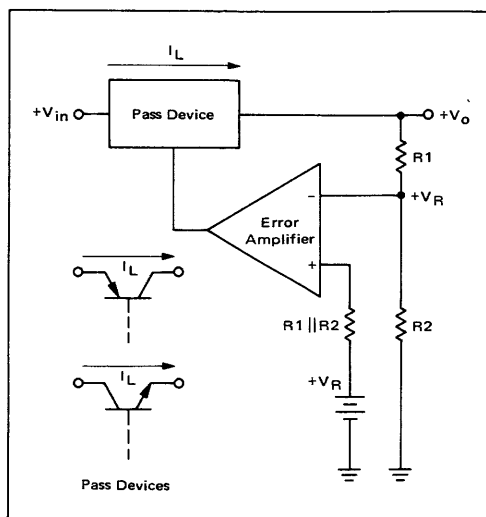 I_L
+V_in
Pass Device
+V_o
R1
−
+V_R
Error
Amplifier
+
I_L
R1 || R2
R2
+V_R
I_L
Pass Devices